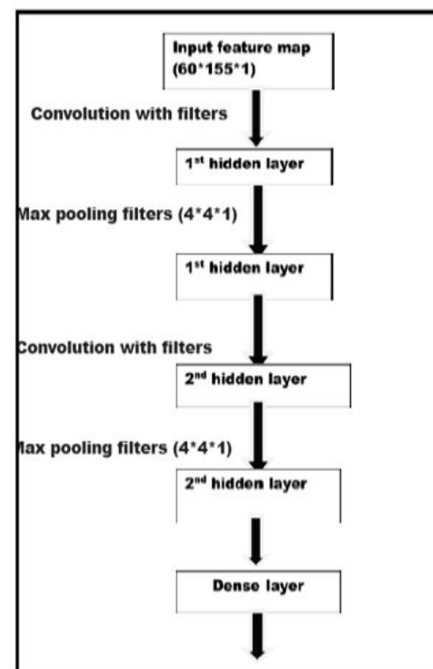 Input feature map
(60*155*1)
Convolution with filters
1st hidden layer
Max pooling filters (4*4*1)
1st hidden layer
Convolution with filters
2nd hidden layer
Max pooling filters (4*4*1)
2nd hidden layer
Dense layer